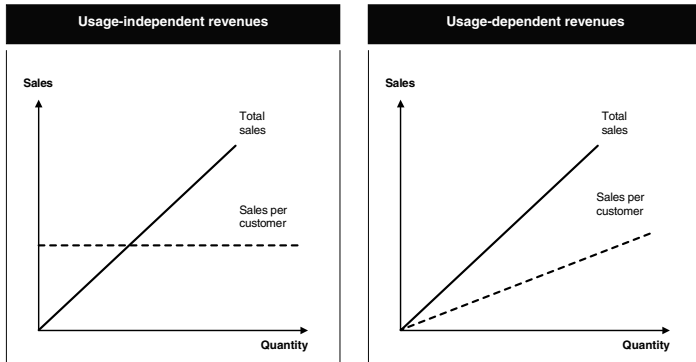 Usage-independent revenues
Sales
Total
sales
Sales per
customer
Quantity
Usage-dependent revenues
Sales
Total
sales
Sales per
customer
Quantity